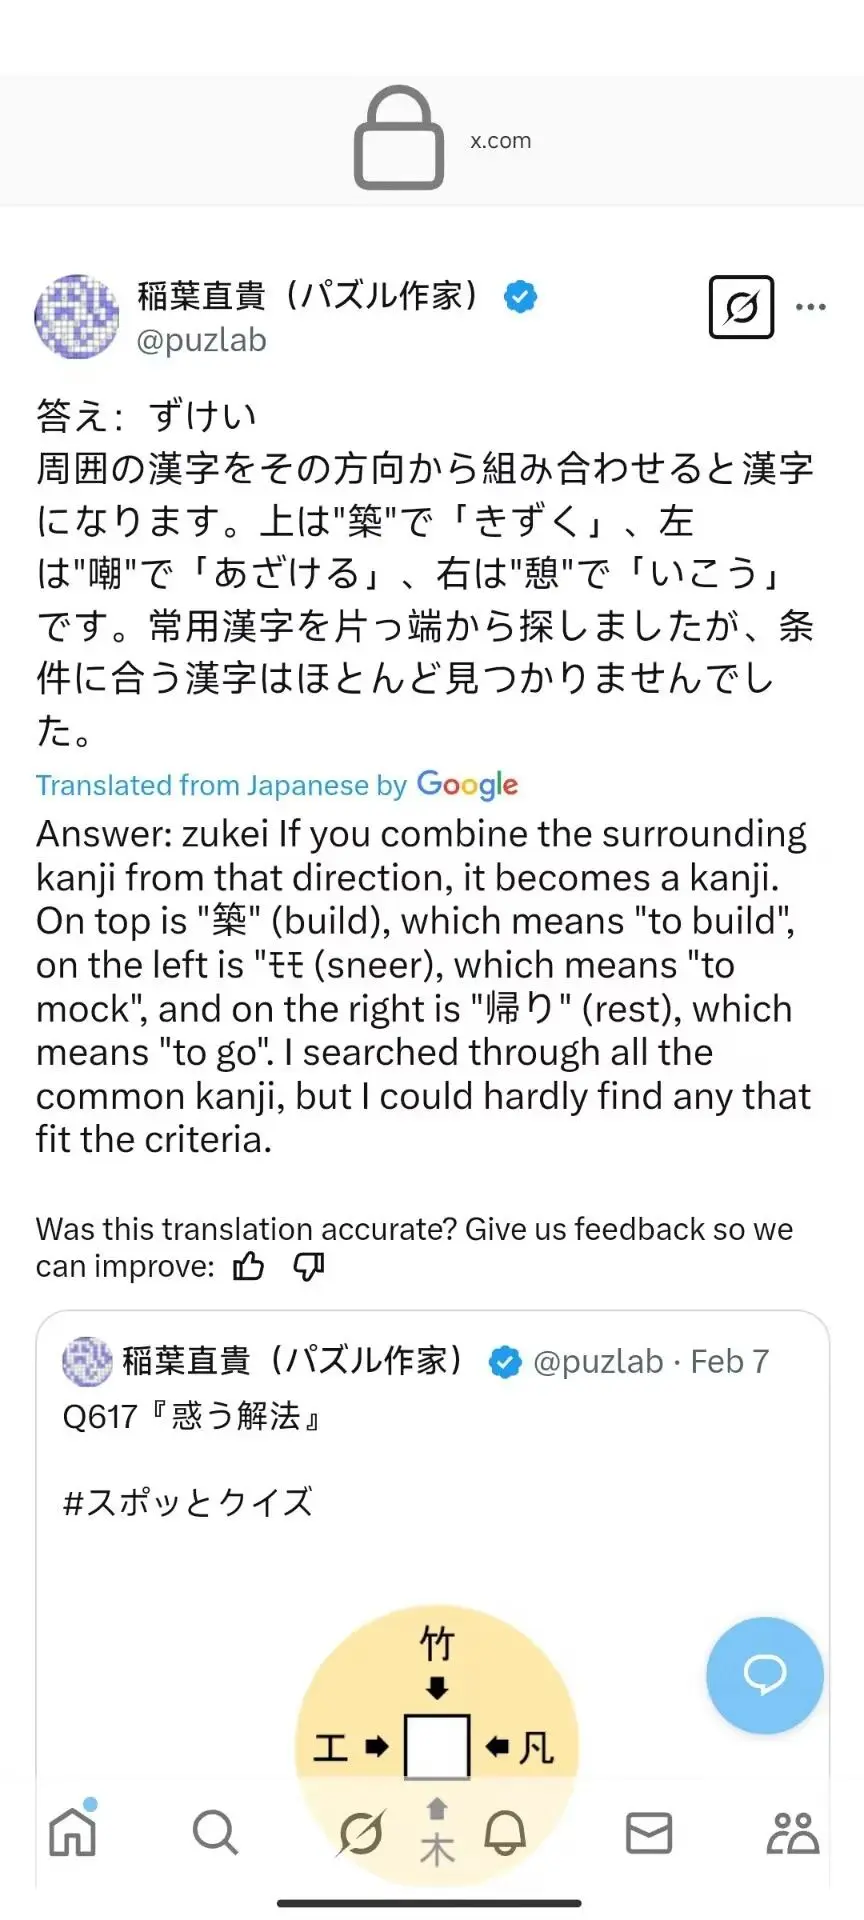 x.com
稲葉直貴（パズル作家）
@puzlab
答え：ずけい
周囲の漢字をその方向から組み合わせると漢字
になります。上は"築"で「きずく」、左
は"嘲"で「あざける」、右は"憩"で「いこう」
です。常用漢字を片っ端から探しましたが、条
件に合う漢字はほとんど見つかりませんでし
た。
Translated from Japanese by Google
Answer: zukei If you combine the surrounding
kanji from that direction, it becomes a kanji.
On top is "築" (build), which means "to build",
on the left is "ŧŧ (sneer), which means "to
mock", and on the right is "帰り" (rest), which
means "to go". I searched through all the
common kanji, but I could hardly find any that
fit the criteria.
Was this translation accurate? Give us feedback so we
can improve:
稲葉直貴（パズル作家） @puzlab · Feb 7
Q617『惑う解法』
#スポッとクイズ
竹
工 凡
木